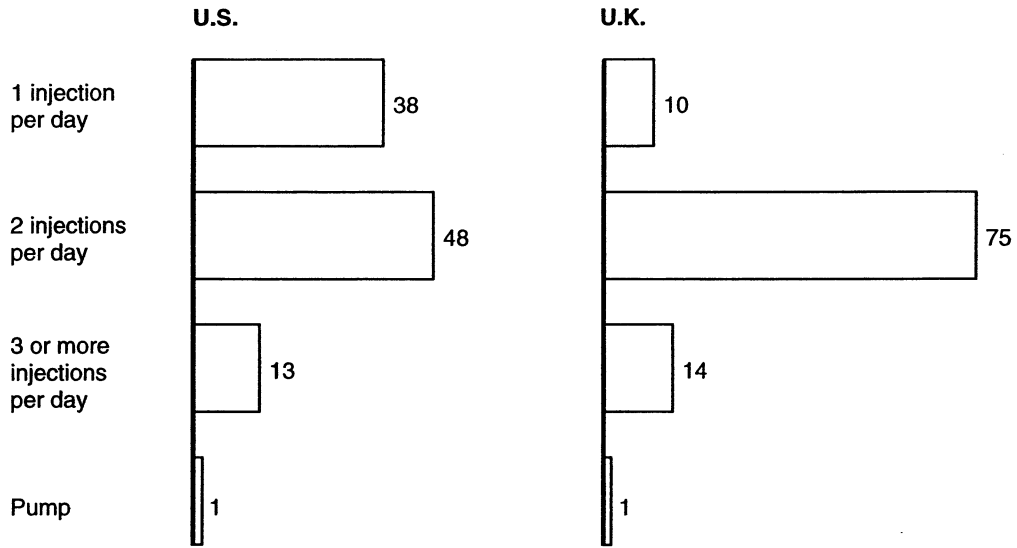 U.S. U.K.
1 injection
per day
38 10
2 injections
per day
48 75
3 or more
injections
per day
13 14
Pump 1 1